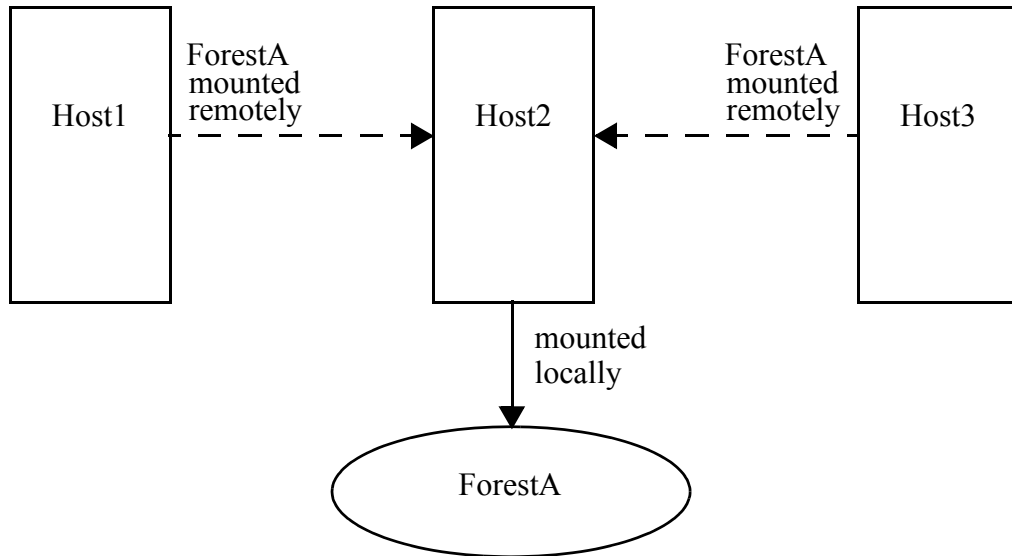 ForestA
mounted
remotely
Host1
Host2
ForestA
mounted
remotely
Host3
mounted
locally
ForestA